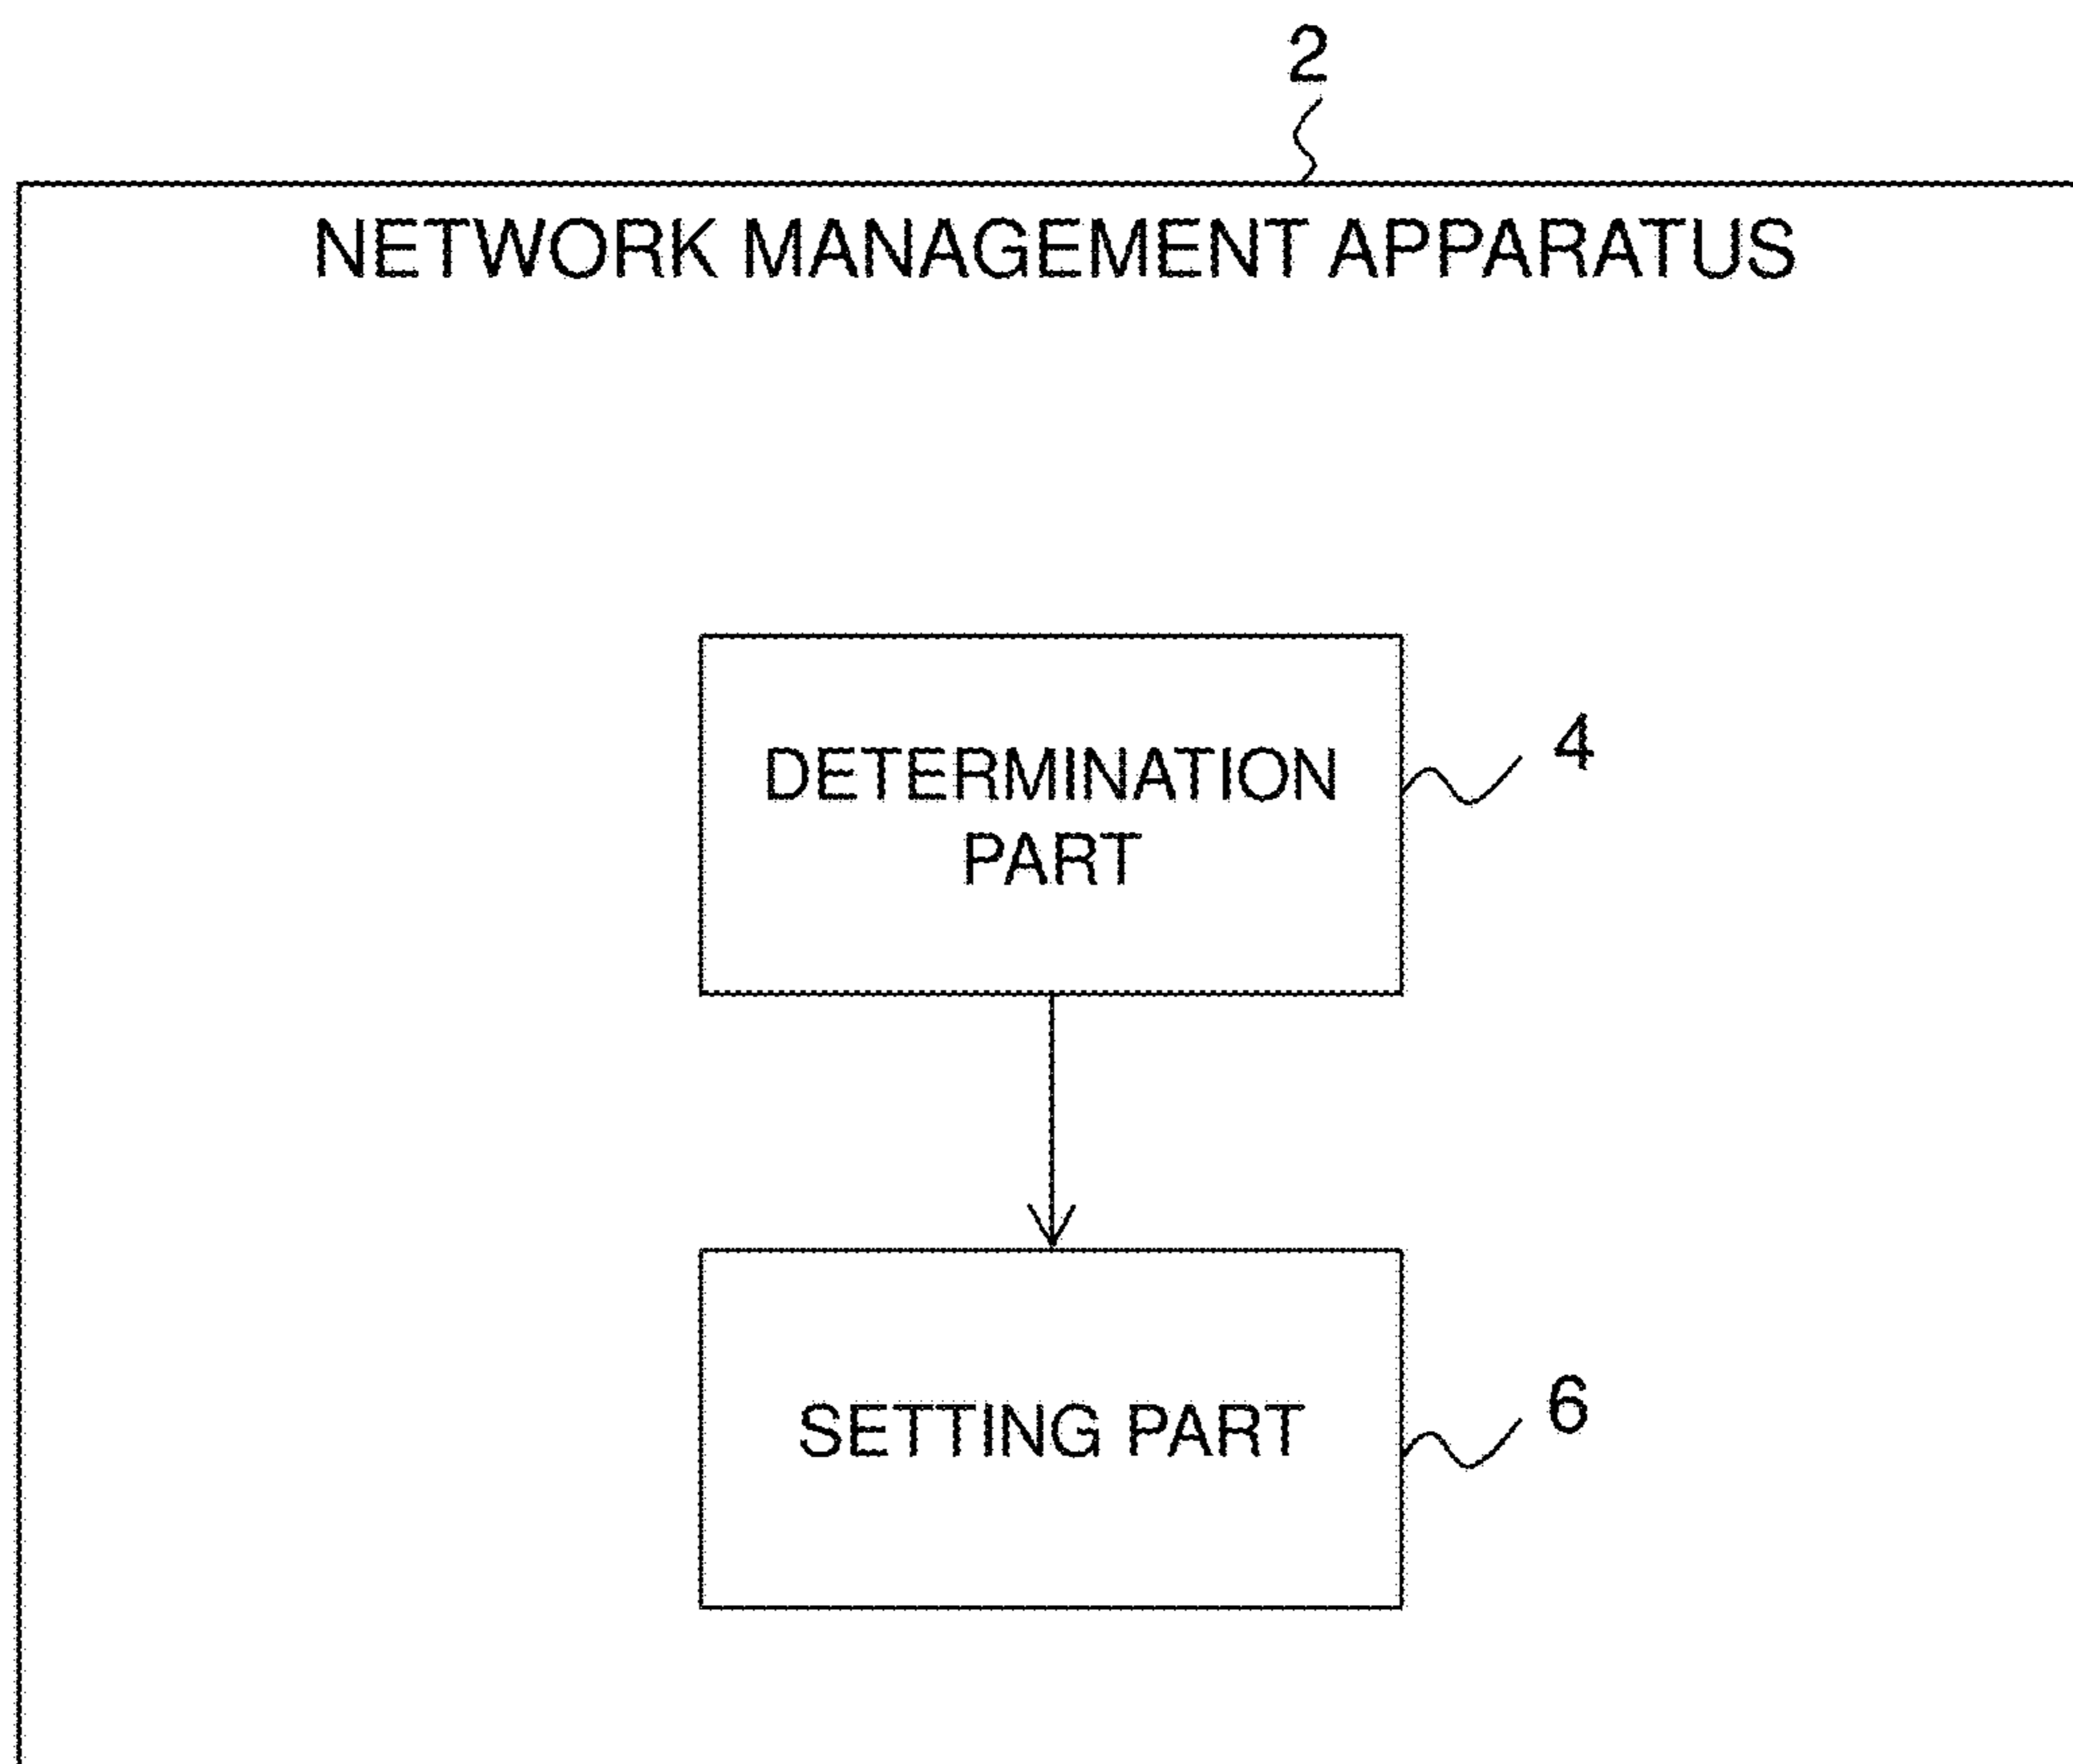 2
NETWORK MANAGEMENT APPARATUS
DETERMINATION
PART
4
SETTING PART
6